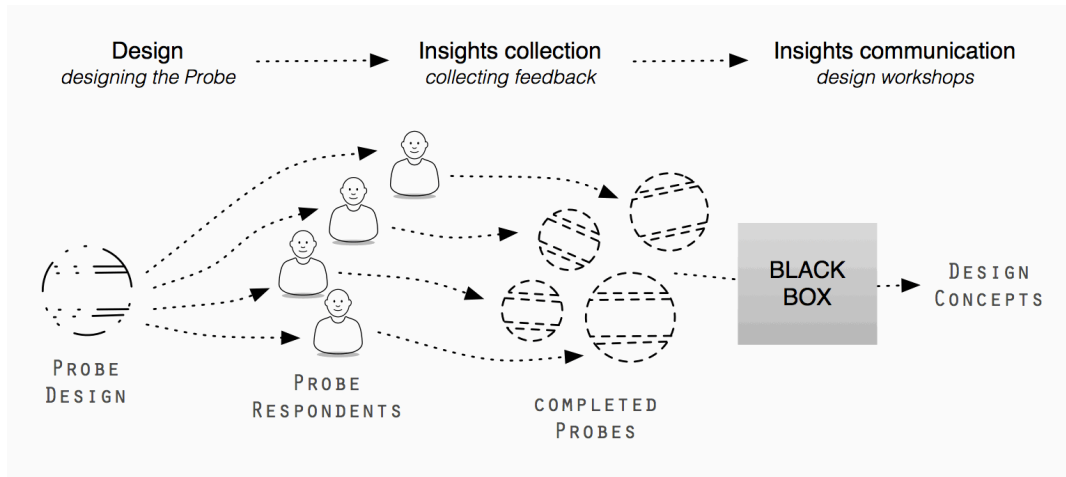 Design
designing the Probe
Insights collection
collecting feedback
Insights communication
design workshops
PROBE
DESIGN
PROBE
RESPONDENTS
COMPLETED
PROBES
BLACK
BOX
DESIGN
CONCEPTS